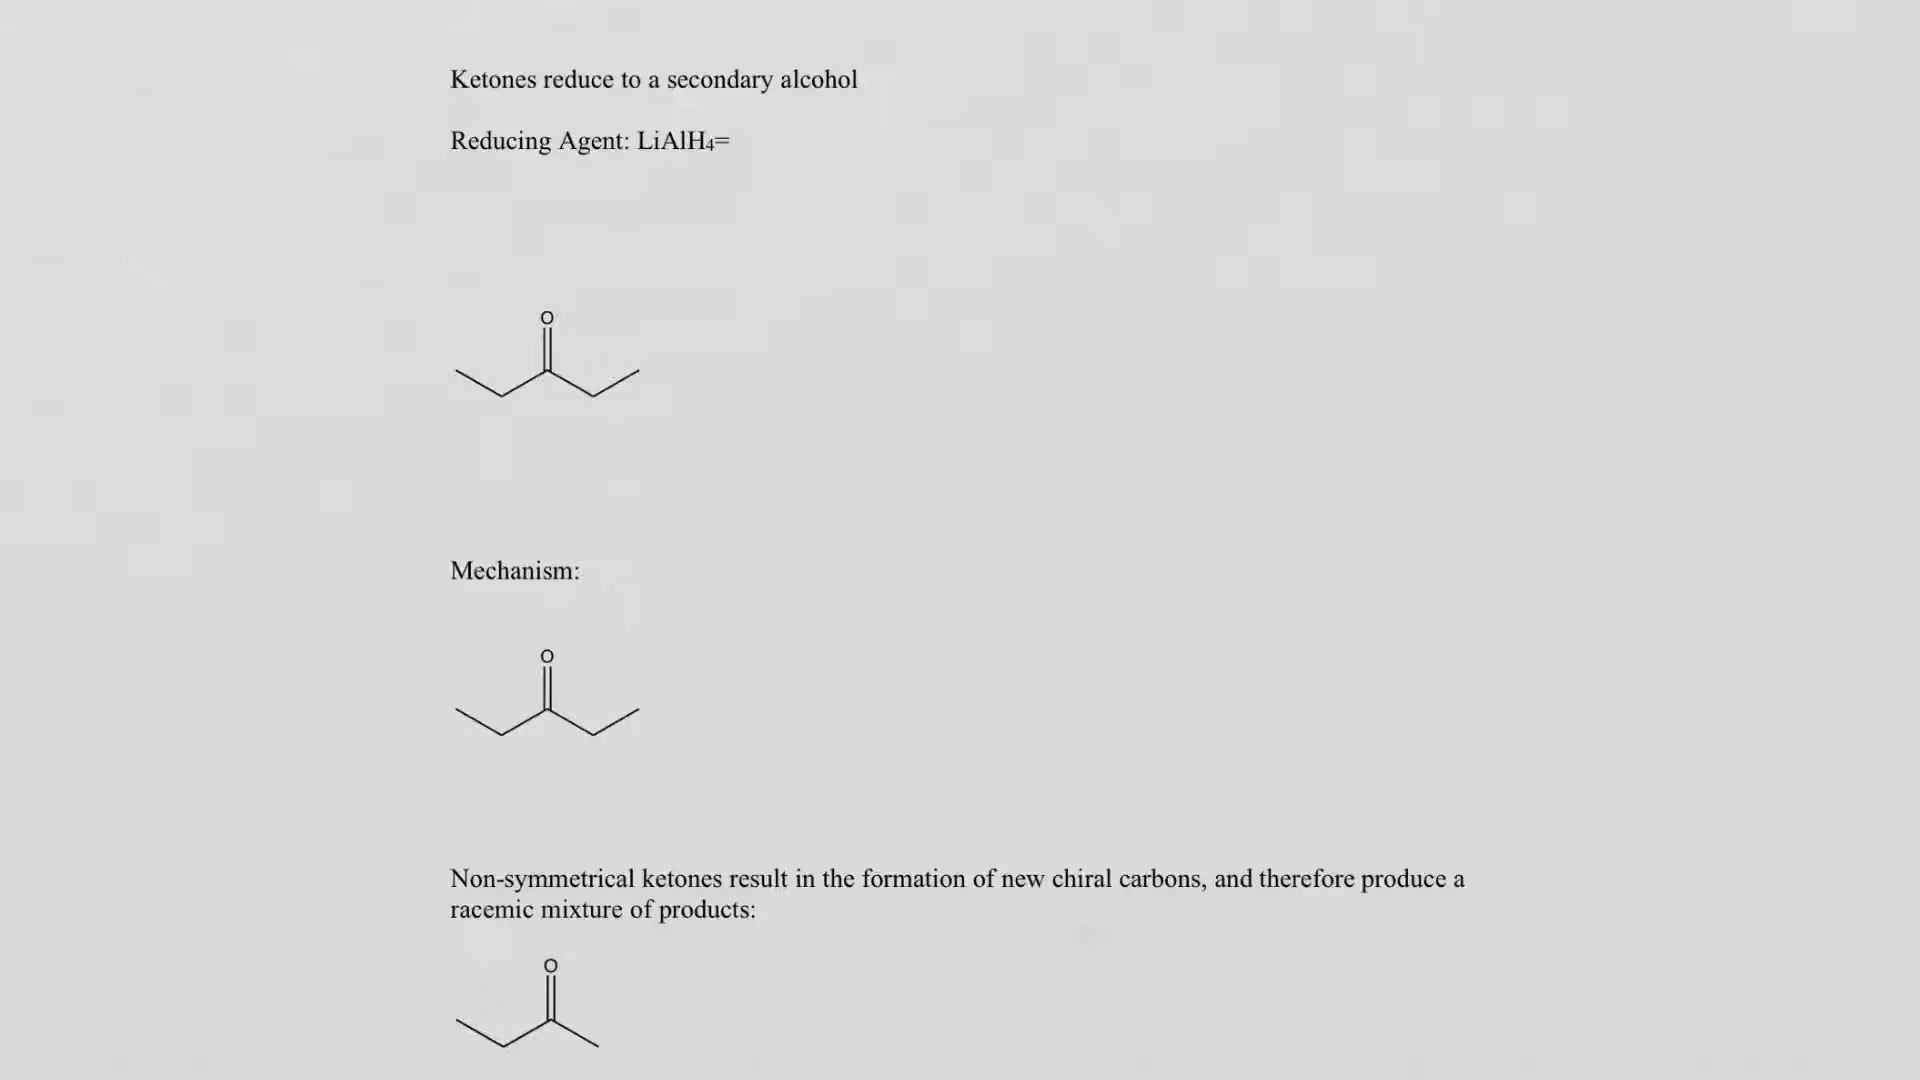 Ketones reduce to a secondary alcohol
Reducing Agent: LiAlH₄=
O
Mechanism:
O
Non-symmetrical ketones result in the formation of new chiral carbons, and therefore produce a
racemic mixture of products:
O